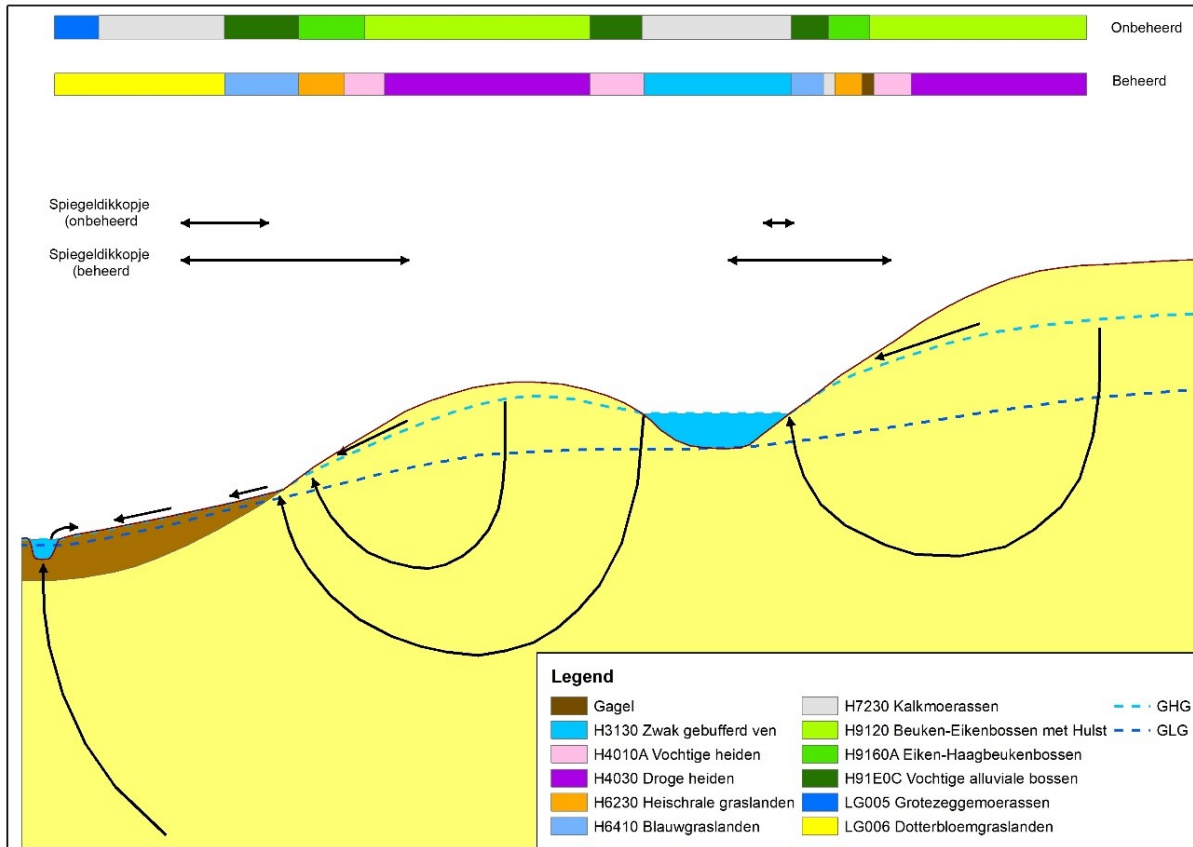 Onbeheerd
Beheerd
Spiegeldikkopje
(onbeheerd
Spiegeldikkopje
(beheerd
Legend
Gagel
H3130 Zwak gebufferd ven
H4010A Vochtige heiden
H4030 Droge heiden
H6230 Heischrale graslanden
H6410 Blauwgraslanden
H7230 Kalkmoerassen
H9120 Beuken-Eikenbossen met Hulst
H9160A Eiken-Haagbeukenbossen
H91E0C Vochtige alluviale bossen
LG005 Grotezeggemoerassen
LG006 Dotterbloemgraslanden
GHG
GLG